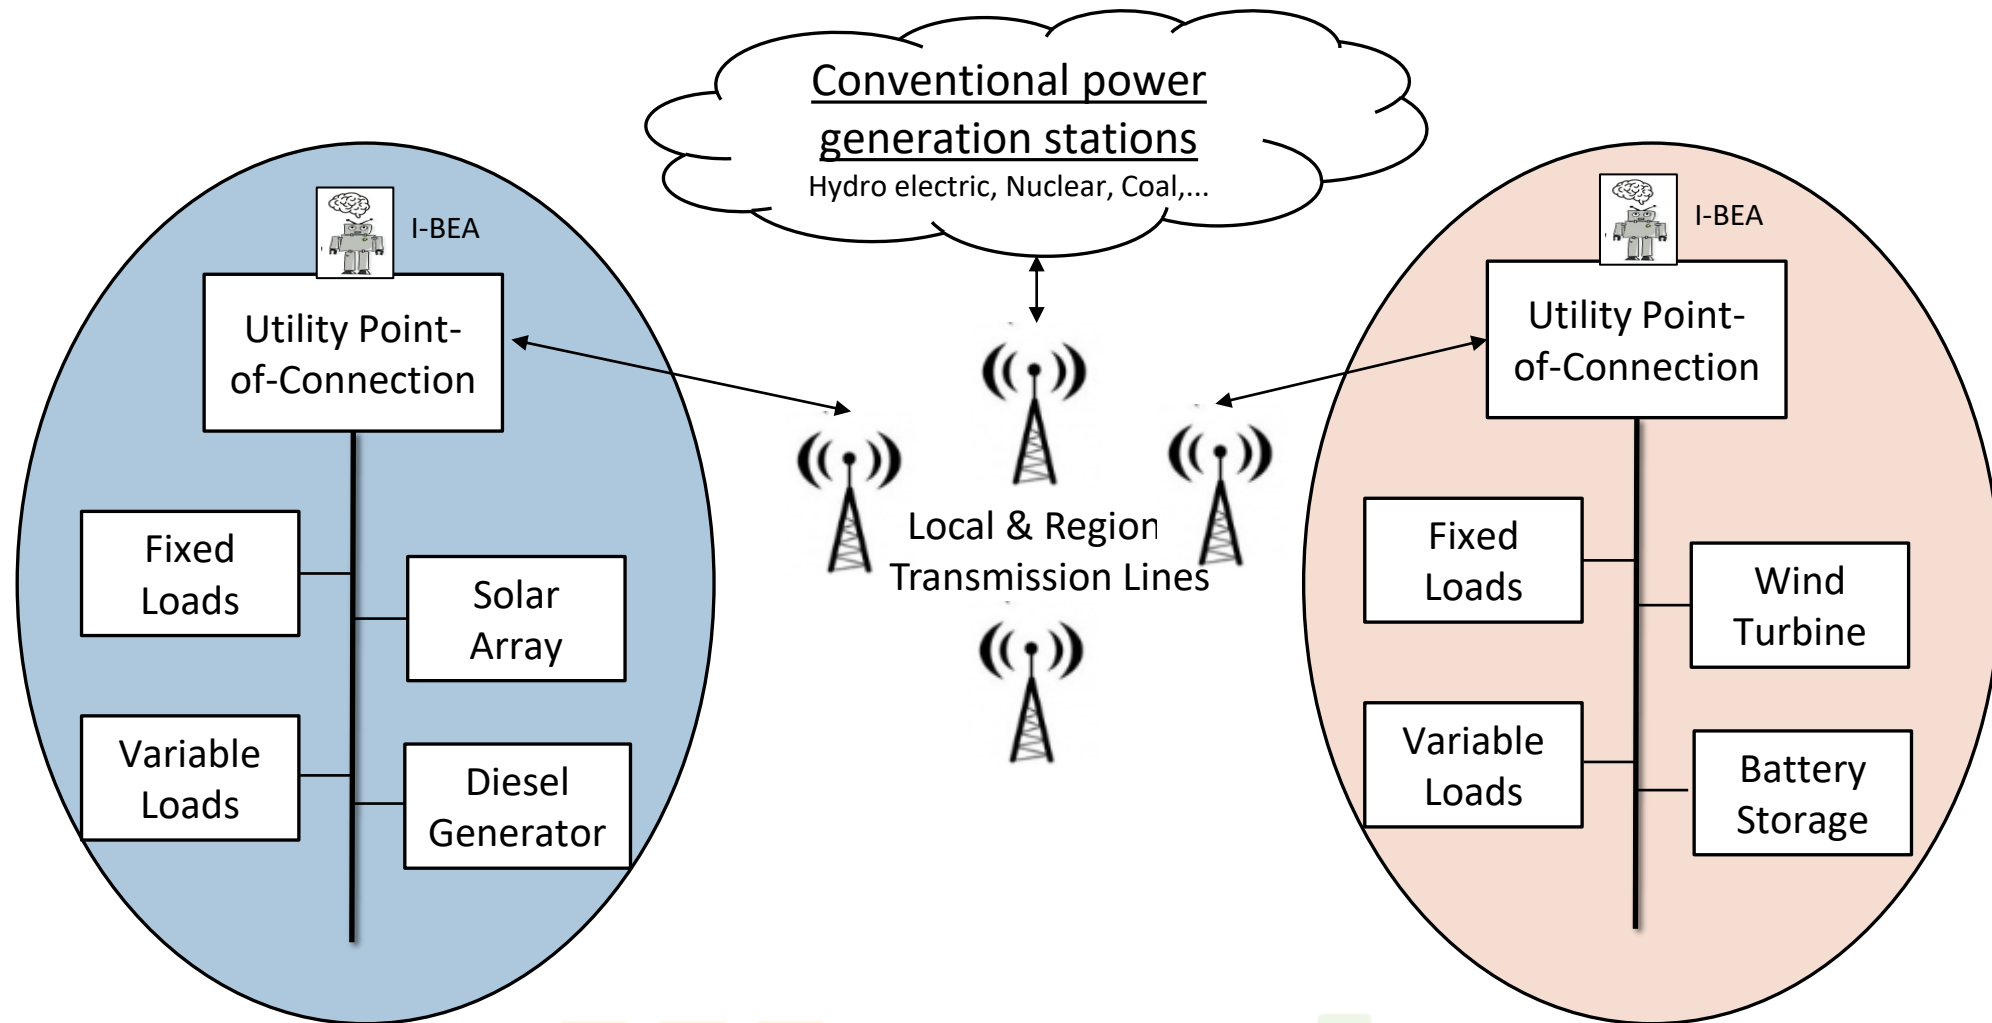 Conventional power
generation stations
Hydro electric, Nuclear, Coal,...
I-BEA
Utility Point-
of-Connection
Fixed
Loads
Solar
Array
Variable
Loads
Diesel
Generator
Local & Region
Transmission Lines
I-BEA
Utility Point-
of-Connection
Fixed
Loads
Wind
Turbine
Variable
Loads
Battery
Storage